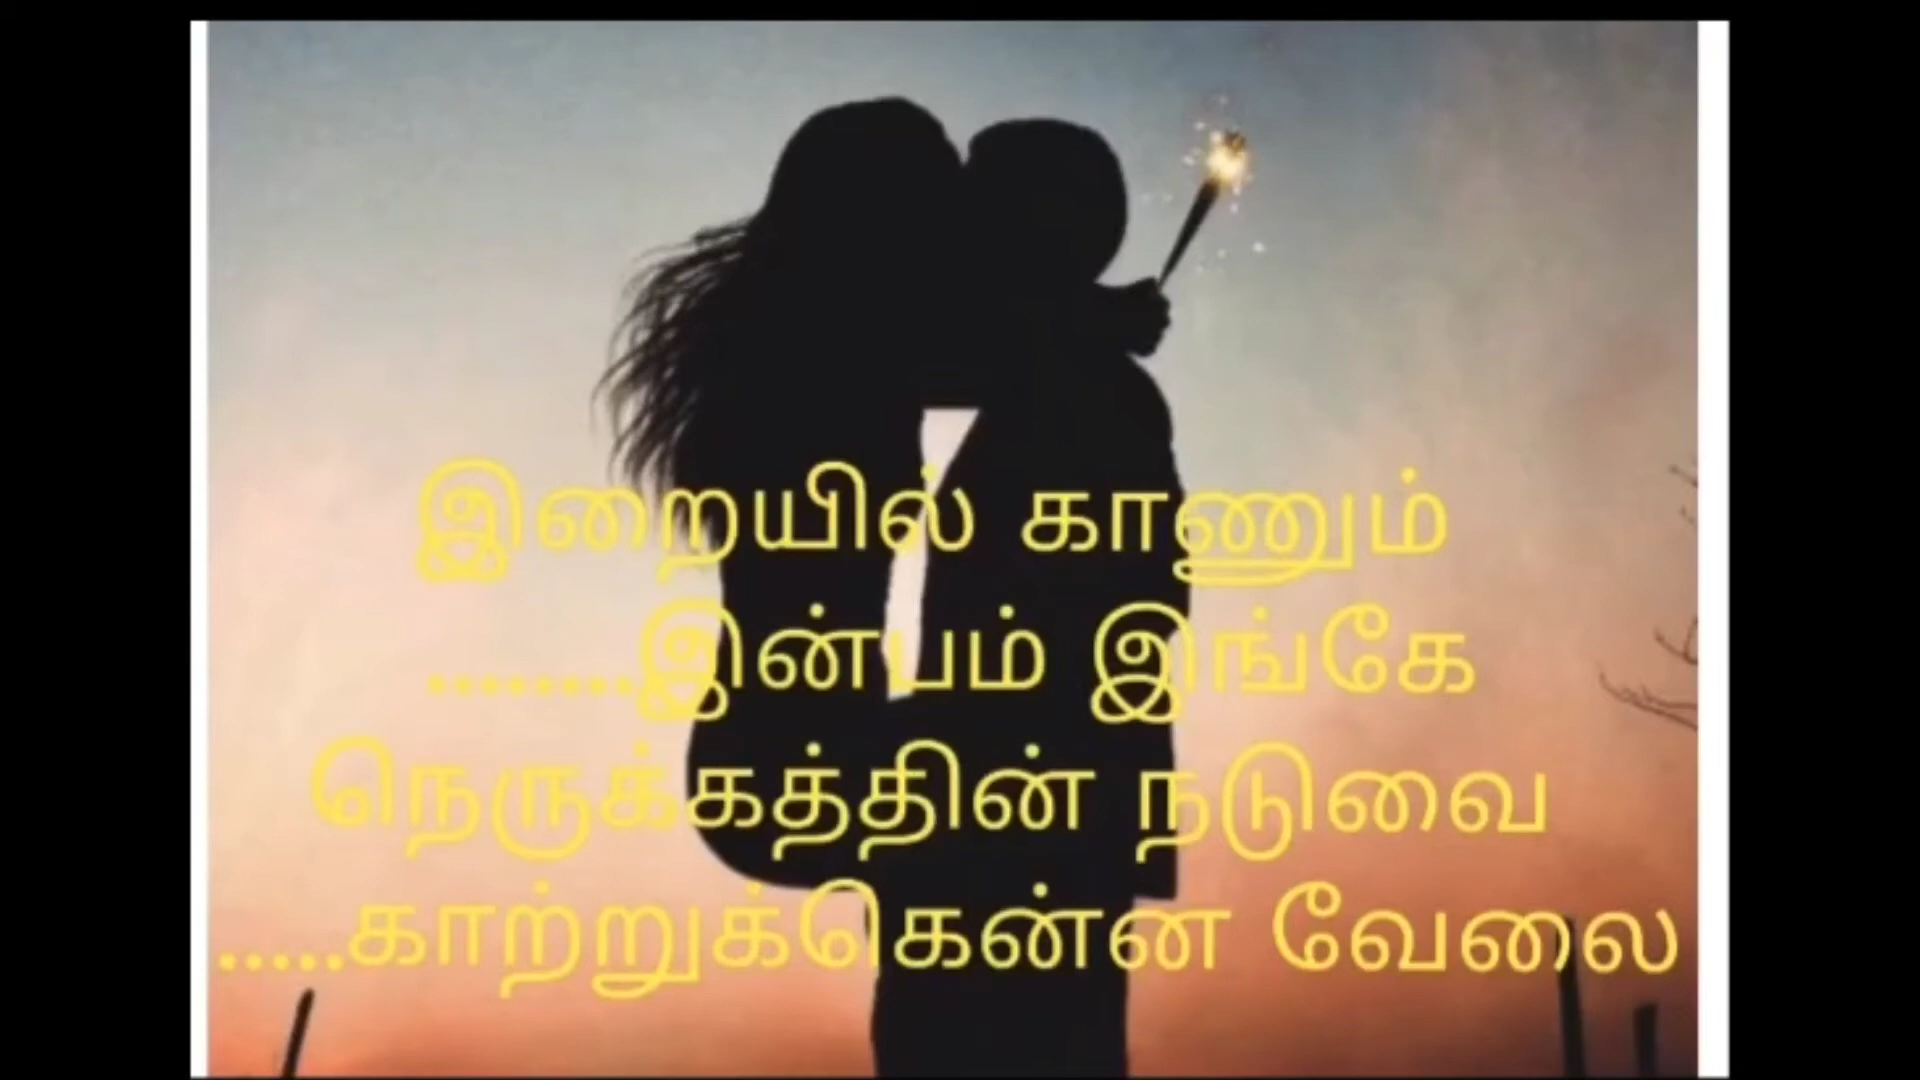 இறையில் காணும்
........இன்பம் இங்கே
நெருக்கத்தின் நடுவை
.....காற்றுக்கென்ன வேலை